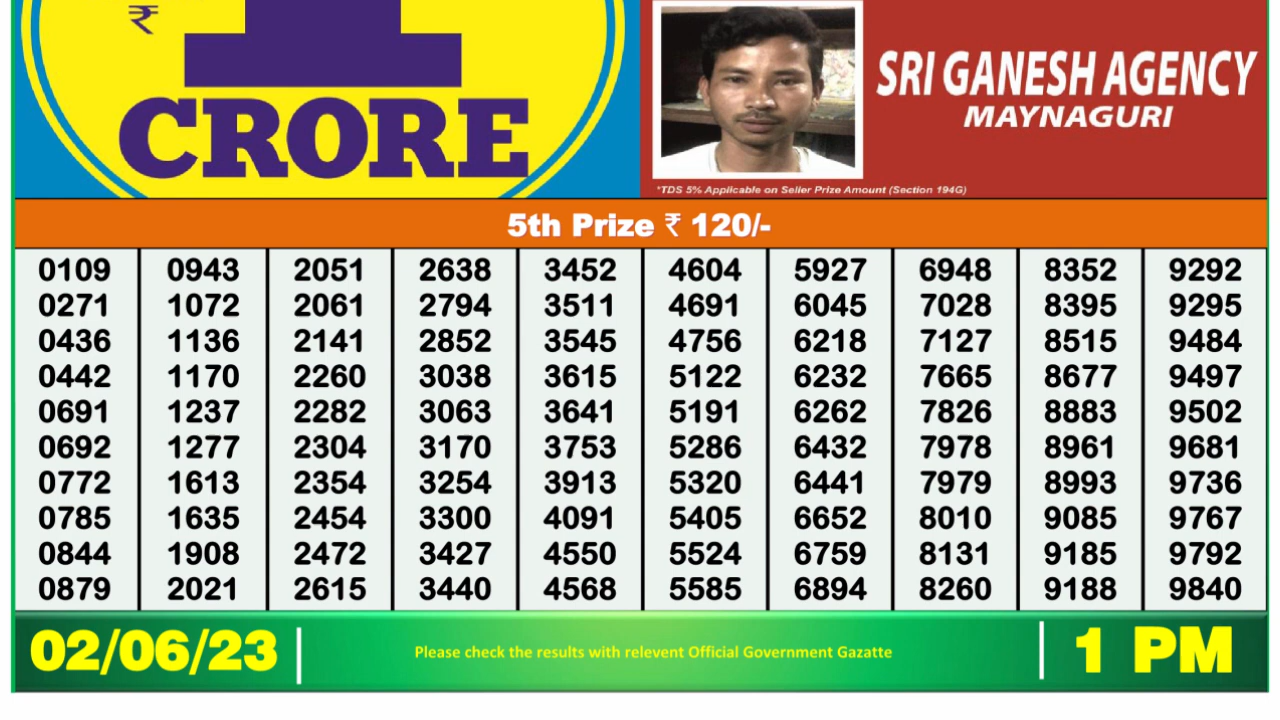 ₹
1
CRORE
SRI GANESH AGENCY
MAYNAGURI
*TDS 5% Applicable on Seller Prize Amount (Section 194G)
5th Prize ₹ 120/-
0109 0943 2051 2638 3452 4604 5927 6948 8352 9292
0271 1072 2061 2794 3511 4691 6045 7028 8395 9295
0436 1136 2141 2852 3545 4756 6218 7127 8515 9484
0442 1170 2260 3038 3615 5122 6232 7665 8677 9497
0691 1237 2282 3063 3641 5191 6262 7826 8883 9502
0692 1277 2304 3170 3753 5286 6432 7978 8961 9681
0772 1613 2354 3254 3913 5320 6441 7979 8993 9736
0785 1635 2454 3300 4091 5405 6652 8010 9085 9767
0844 1908 2472 3427 4550 5524 6759 8131 9185 9792
0879 2021 2615 3440 4568 5585 6894 8260 9188 9840
02/06/23
Please check the results with relevent Official Government Gazatte
1 PM